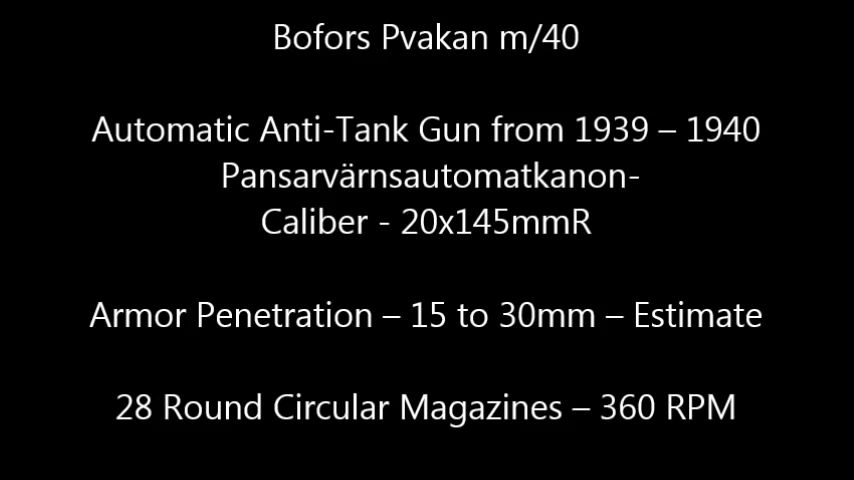 Bofors Pvakan m/40
Automatic Anti-Tank Gun from 1939 – 1940
Pansarvärnsautomatkanon-
Caliber - 20x145mmR
Armor Penetration – 15 to 30mm – Estimate
28 Round Circular Magazines – 360 RPM